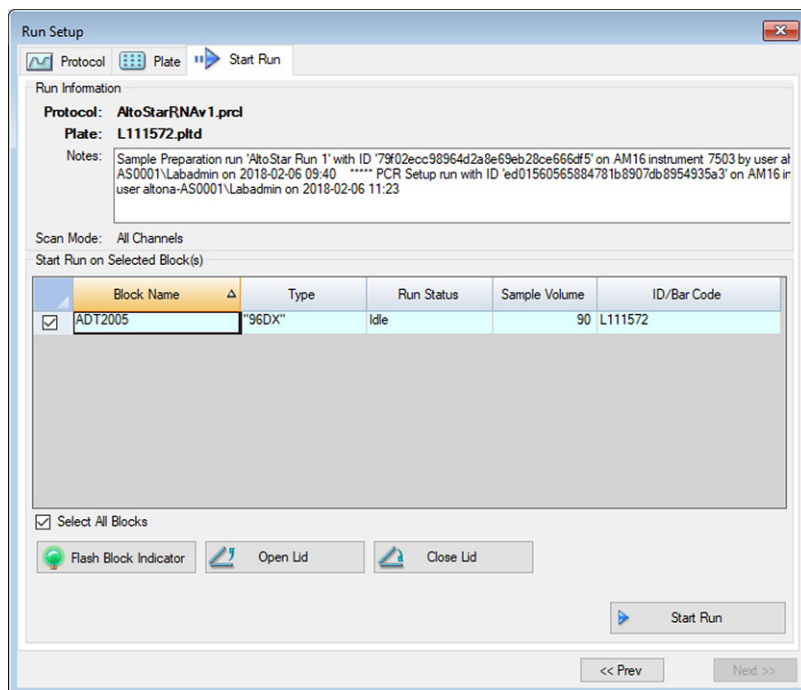 Run Setup
Protocol Plate Start Run
Run Information
Protocol: AltoStarRNAv1.prcl
Plate: L111572.pltd
Notes: Sample Preparation run 'AltoStar Run 1' with ID '79f02ecc98964d2a8e69eb28ce666df5' on AM16 instrument 7503 by user al
AS0001\Labadmin on 2018-02-06 09:40 ***** PCR Setup run with ID 'ed01560565884781b8907db8954935a3' on AM16 in
user altona-AS0001\Labadmin on 2018-02-06 11:23
Scan Mode: All Channels
Start Run on Selected Block(s)
Block Name Type Run Status Sample Volume ID/Bar Code
ADT2005 "96DX" Idle 90 L111572
Select All Blocks
Flash Block Indicator Open Lid Close Lid
Start Run
<< Prev Next >>